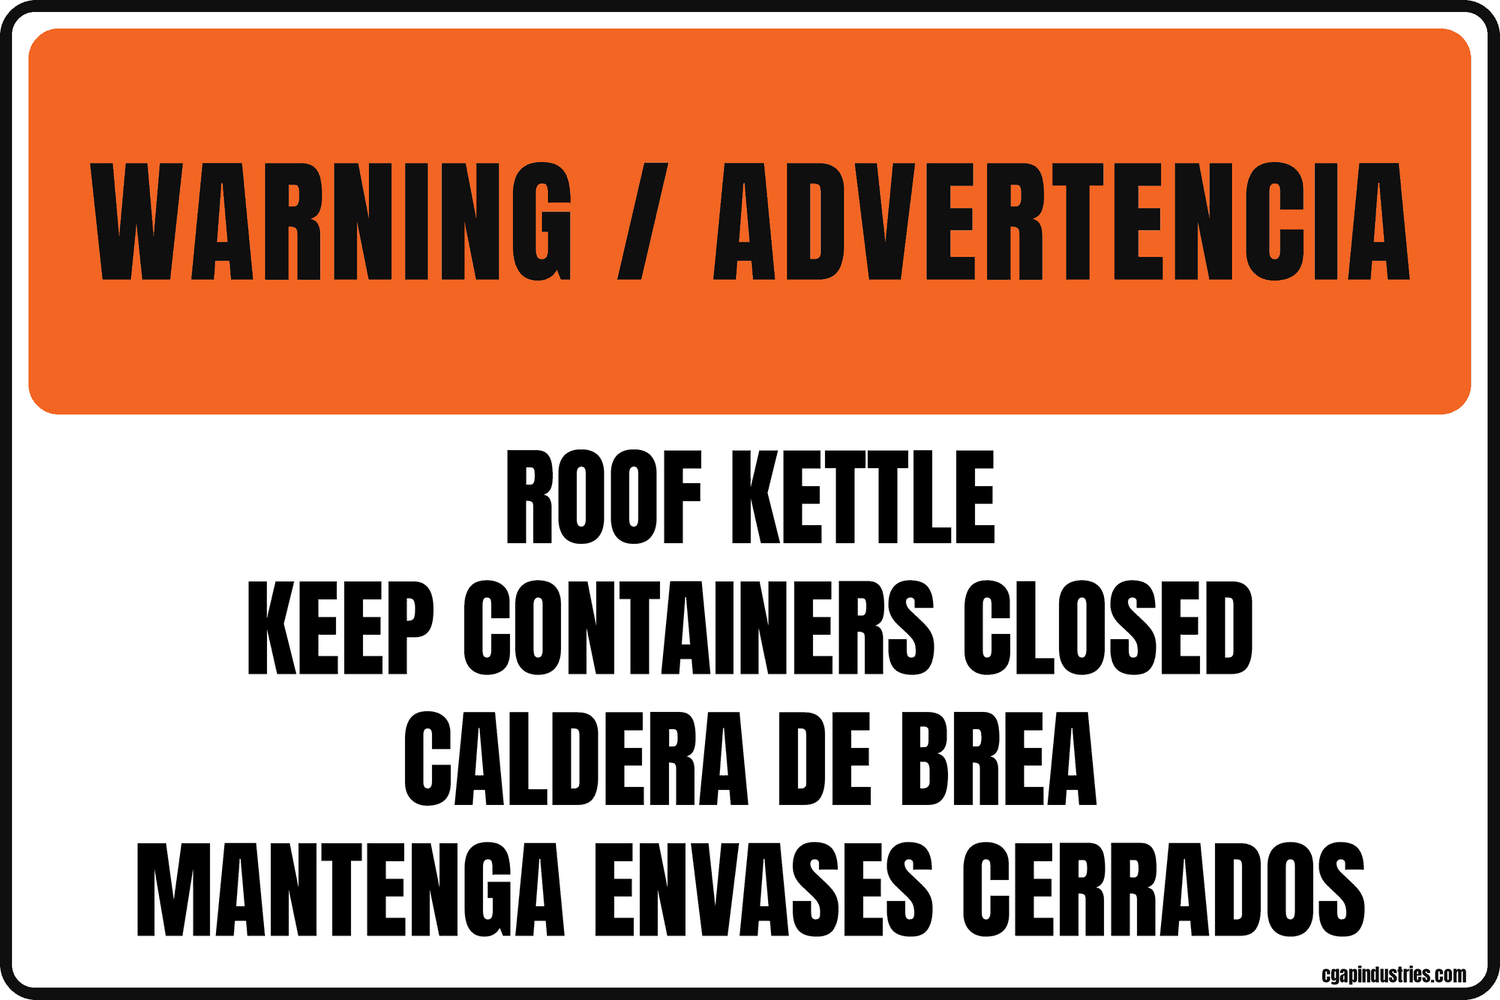 WARNING / ADVERTENCIA
ROOF KETTLE
KEEP CONTAINERS CLOSED
CALDERA DE BREA
MANTENGA ENVASES CERRADOS
cgapindustries.com